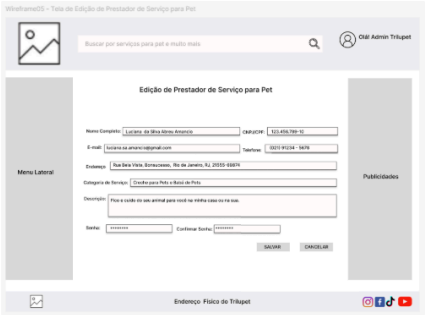 Wireframe05 - Tela de Edição de Prestador de Serviço para Pet
Buscar por serviços para pet e muito mais
Olá! Admin Trilupet
Edição de Prestador de Serviço para Pet
Nome Completo: Luciana da Silva Abreu Amancio CNPJ/CPF: 123.456.789-10
E-mail: luciana.sa.amancio@gmail.com Telefone: (021) 91234 - 5678
Endereço: Rua Bela Vista, Bonsucesso, Rio de Janeiro, RJ, 21555-99874
Categoria de Serviço: Creche para Pets e Babá de Pets.
Menu Lateral
Publicidades
Descrição: Fico e cuido do seu animal para você na minha casa ou na sua.
Senha: ******** Confirmar Senha: ********
SALVAR CANCELAR
Endereço Físico do Trilupet